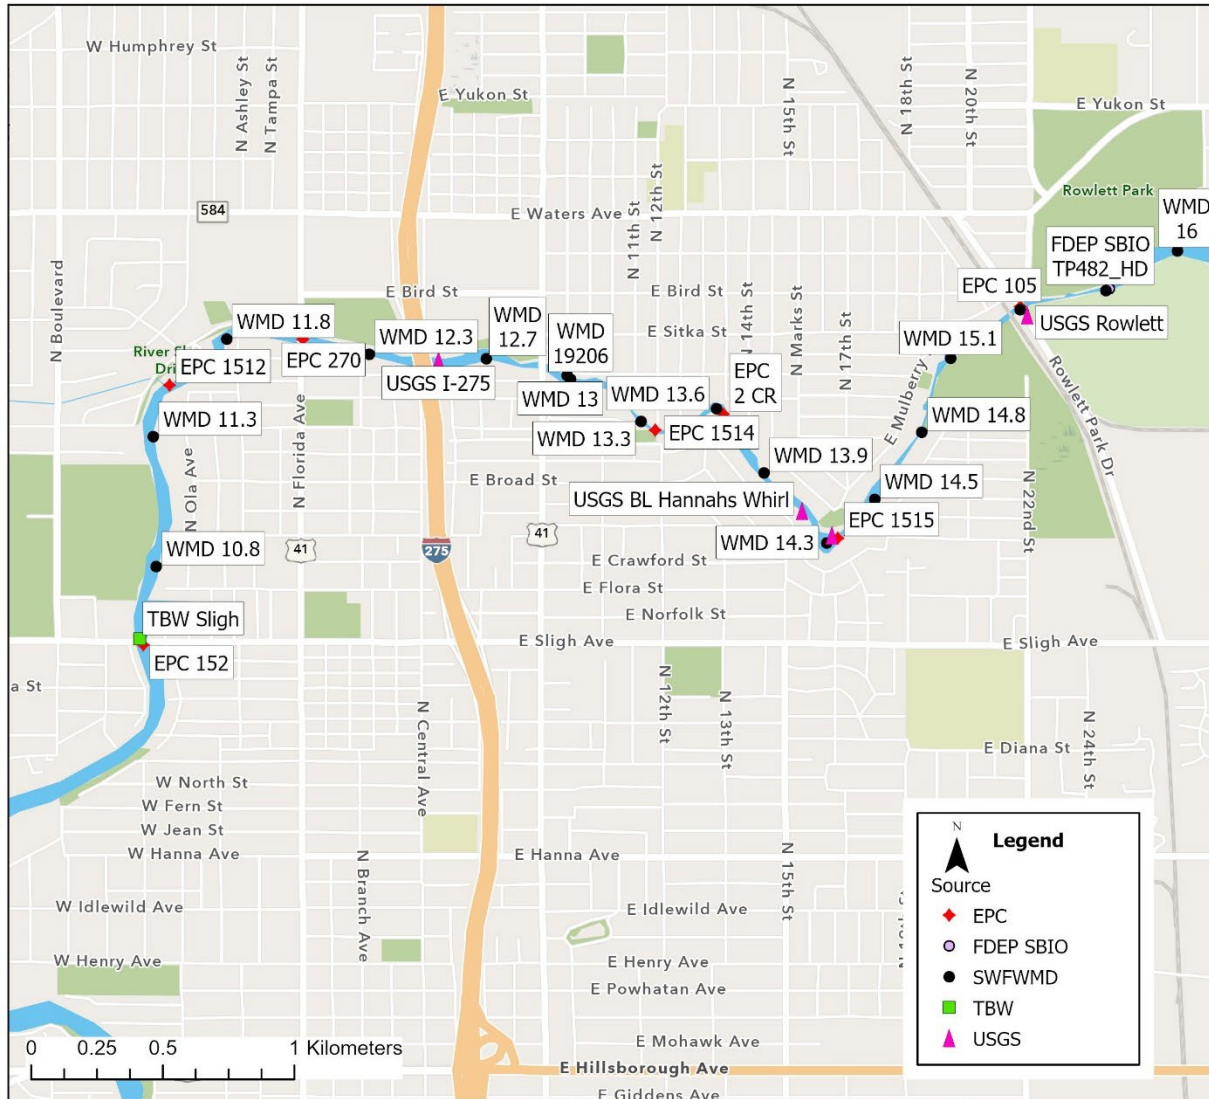 W Humphrey St
N Ashley St
N Tampa St
E Yukon St
N 15th St
N 18th St
N 20th St
E Yukon St
Rowlett Park
584
E Waters Ave
N 11th St
N 12th St
WMD
16
FDEP SBIO
TP482_HD
N Boulevard
E Bird St
E Bird St
EPC 105
USGS Rowlett
WMD 11.8
WMD 12.3
WMD
12.7
WMD
19206
E Sitka St
N 14th St
N Marks St
N 17th St
WMD 15.1
EPC 270
EPC 1512
USGS I-275
WMD 13
WMD 13.6
EPC
2 CR
E Mulberry
Rowlett Park Dr
WMD 11.3
WMD 13.3
EPC 1514
WMD 14.8
N Ola Ave
N Florida Ave
E Broad St
WMD 13.9
WMD 14.5
USGS BL Hannahs Whirl
EPC 1515
N 22nd St
WMD 10.8
41
275
41
WMD 14.3
E Crawford St
E Flora St
E Norfolk St
TBW Sligh
E Sligh Ave
E Sligh Ave
EPC 152
a St
N Central Ave
N 12th St
N 13th St
N 24th St
E Diana St
W North St
W Fern St
W Jean St
W Hanna Ave
E Hanna Ave
N Branch Ave
N 15th St
W Idlewild Ave
E Idlewild Ave
W Henry Ave
E Henry Ave
E Powhatan Ave
E Mohawk Ave
E Hillsborough Ave
E Giddens Ave
0 0.25 0.5 1 Kilometers
N
Legend
Source
EPC
FDEP SBIO
SWFWMD
TBW
USGS